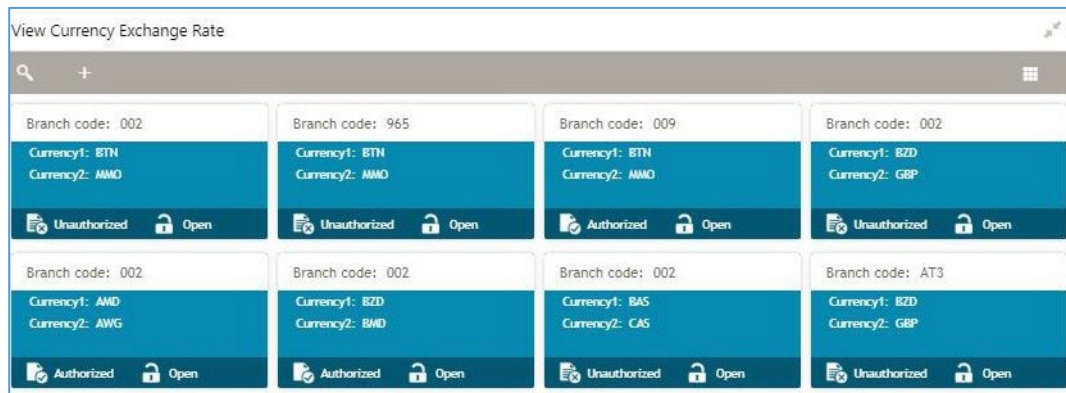 View Currency Exchange Rate
Branch code: 002
Currency1: BTN
Currency2: MMO
Unauthorized Open
Branch code: 965
Currency1: BTN
Currency2: MMO
Unauthorized Open
Branch code: 009
Currency1: BTN
Currency2: MMO
Authorized Open
Branch code: 002
Currency1: BZD
Currency2: GBP
Unauthorized Open
Branch code: 002
Currency1: AMD
Currency2: AWG
Authorized Open
Branch code: 002
Currency1: BZD
Currency2: BMD
Authorized Open
Branch code: 002
Currency1: BAS
Currency2: CAS
Unauthorized Open
Branch code: AT3
Currency1: BZD
Currency2: GBP
Unauthorized Open